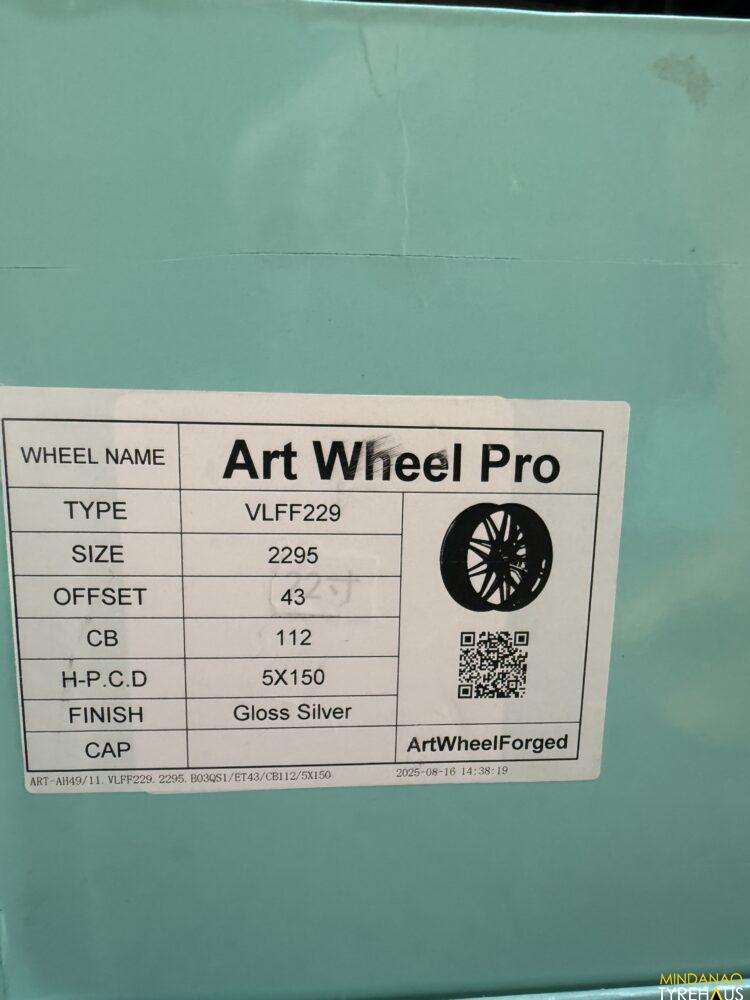 WHEEL NAME Art Wheel Pro
TYPE VLFF229
SIZE 2295
OFFSET 43
CB 112
H-P.C.D 5X150
FINISH Gloss Silver
CAP ArtWheelForged
ART-AH49/11. VLFF229. 2295. B03QS1/ET43/CB112/5X150 2025-08-16 14:38:19
MINDANAO
TYREHAUS